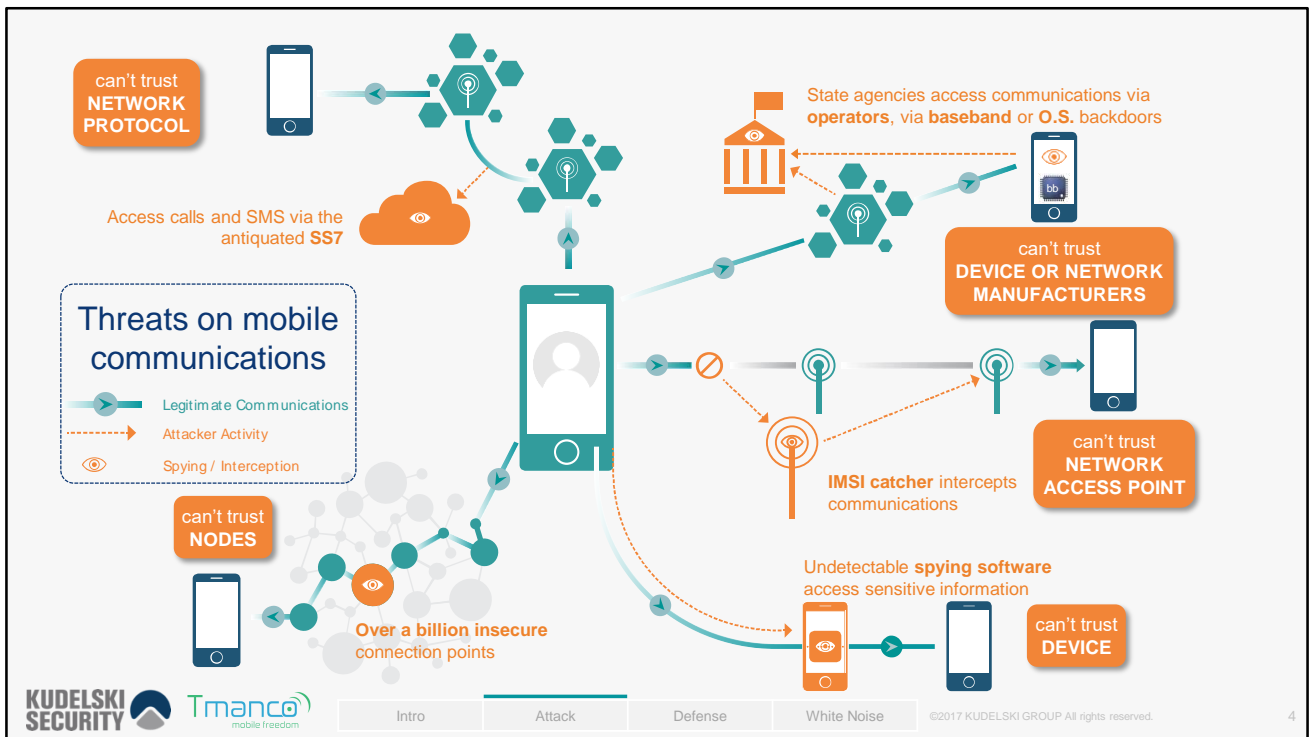 can't trust
NETWORK
PROTOCOL
State agencies access communications via
operators, via baseband or O.S. backdoors
bb
Access calls and SMS via the
antiquated SS7
can't trust
DEVICE OR NETWORK
MANUFACTURERS
Threats on mobile
communications
Legitimate Communications
Attacker Activity
Spying / Interception
can't trust
NETWORK
ACCESS POINT
IMSI catcher intercepts
communications
can't trust
NODES
Undetectable spying software
access sensitive information
Over a billion insecure
connection points
can't trust
DEVICE
KUDELSKI
SECURITY
Tmanco
mobile freedom
Intro
Attack
Defense
White Noise
©2017 KUDELSKI GROUP All rights reserved.
4